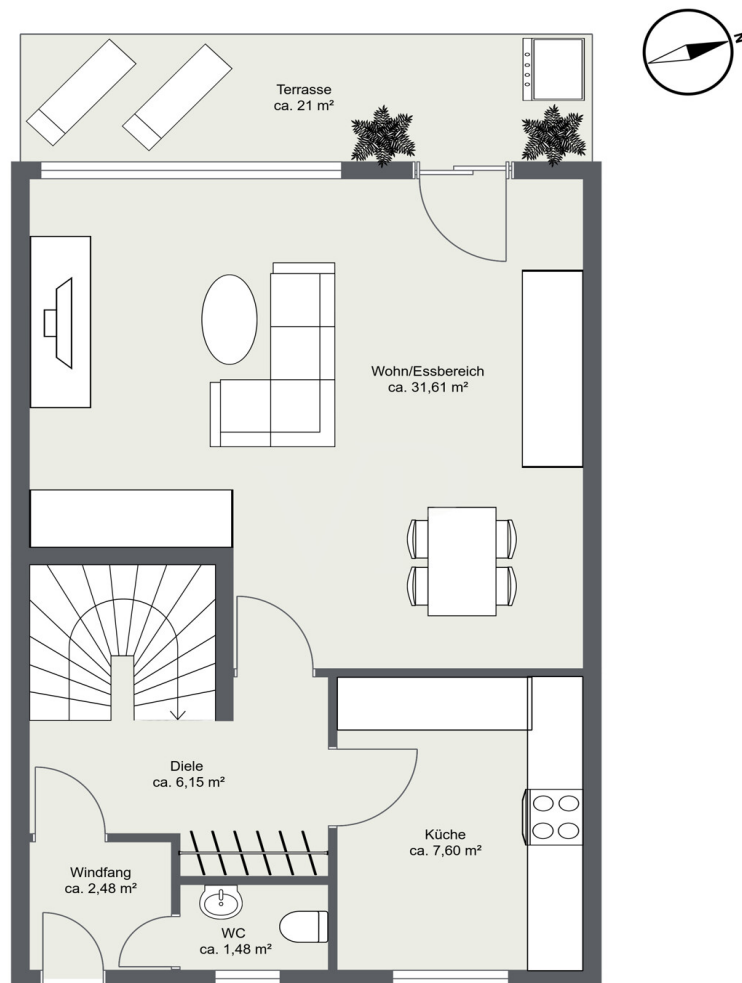 N
Terrasse
ca. 21 m²
Wohn/Essbereich
ca. 31,61 m²
Diele
ca. 6,15 m²
Küche
ca. 7,60 m²
Windfang
ca. 2,48 m²
WC
ca. 1,48 m²